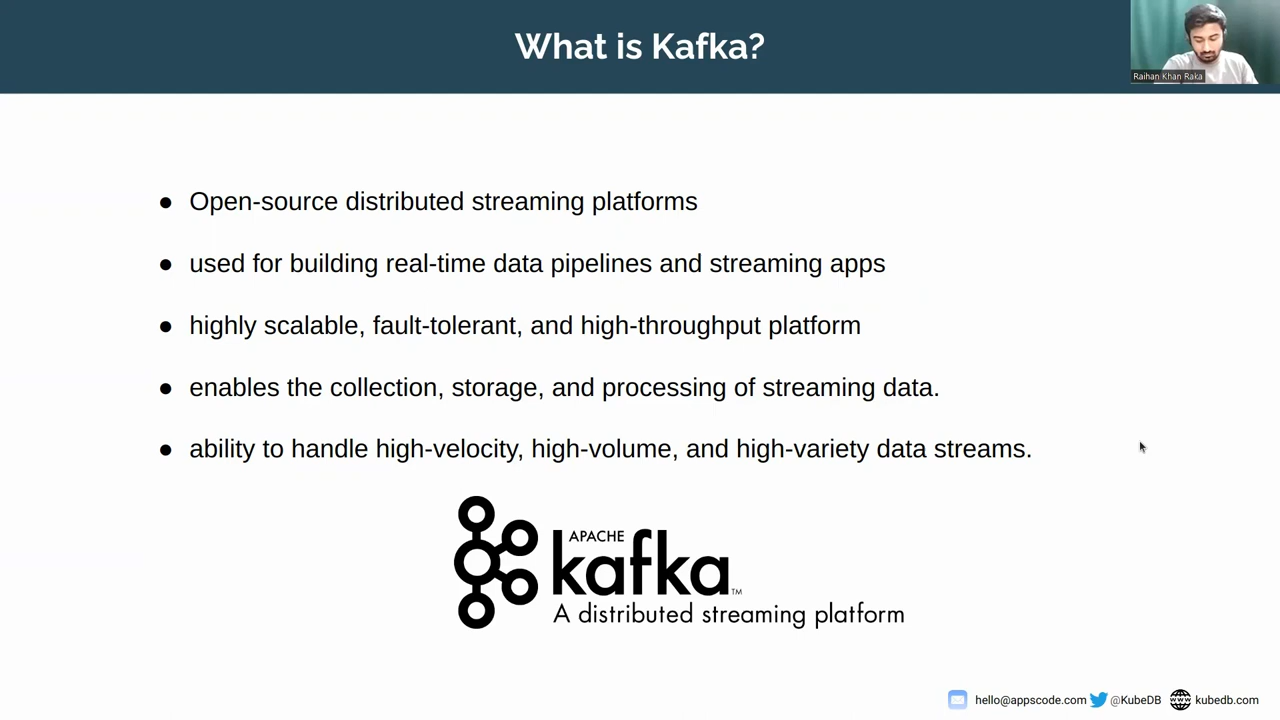 What is Kafka?
Raihan Khan Raka
● Open-source distributed streaming platforms
● used for building real-time data pipelines and streaming apps
● highly scalable, fault-tolerant, and high-throughput platform
● enables the collection, storage, and processing of streaming data.
● ability to handle high-velocity, high-volume, and high-variety data streams.
APACHE
kafka™
A distributed streaming platform
hello@appscode.com @KubeDB www kubedb.com